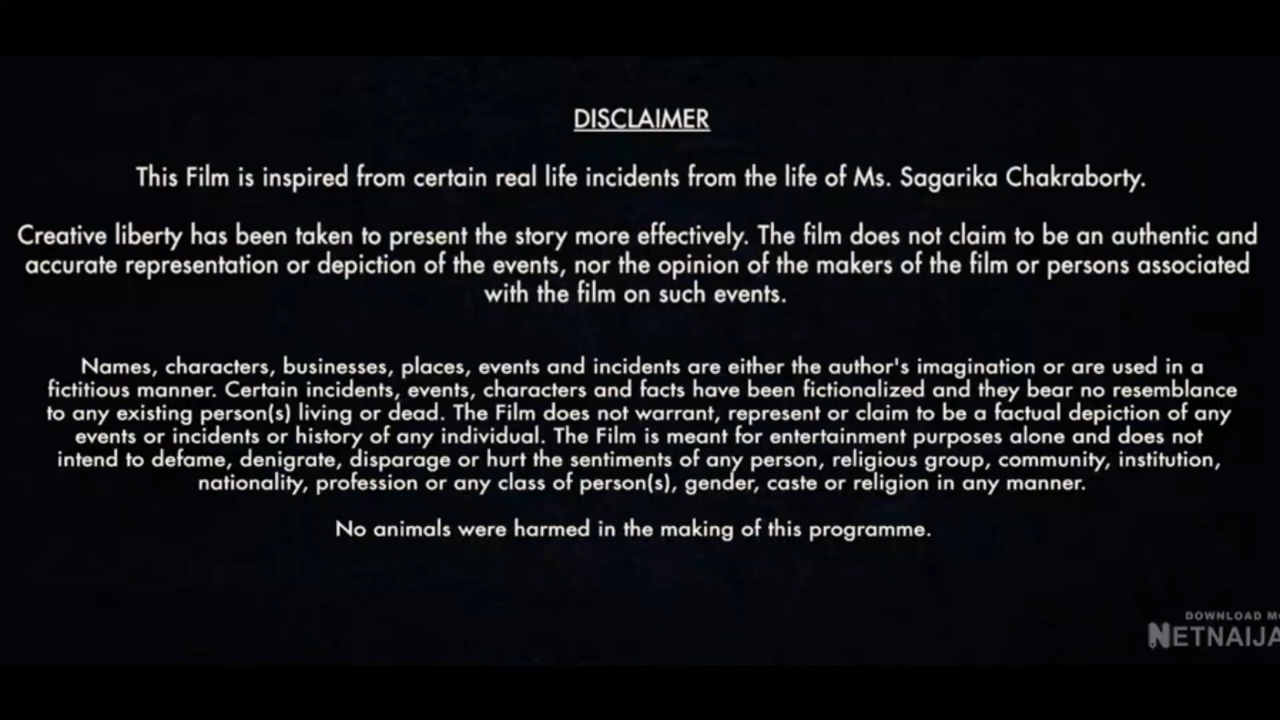 DISCLAIMER
This Film is inspired from certain real life incidents from the life of Ms. Sagarika Chakraborty.
Creative liberty has been taken to present the story more effectively. The film does not claim to be an authentic and
accurate representation or depiction of the events, nor the opinion of the makers of the film or persons associated
with the film on such events.
Names, characters, businesses, places, events and incidents are either the author's imagination or are used in a
fictitious manner. Certain incidents, events, characters and facts have been fictionalized and they bear no resemblance
to any existing person(s) living or dead. The Film does not warrant, represent or claim to be a factual depiction of any
events or incidents or history of any individual. The Film is meant for entertainment purposes alone and does not
intend to defame, denigrate, disparage or hurt the sentiments of any person, religious group, community, institution,
nationality, profession or any class of person(s), gender, caste or religion in any manner.
No animals were harmed in the making of this programme.
DOWNLOAD
NETNAIJA